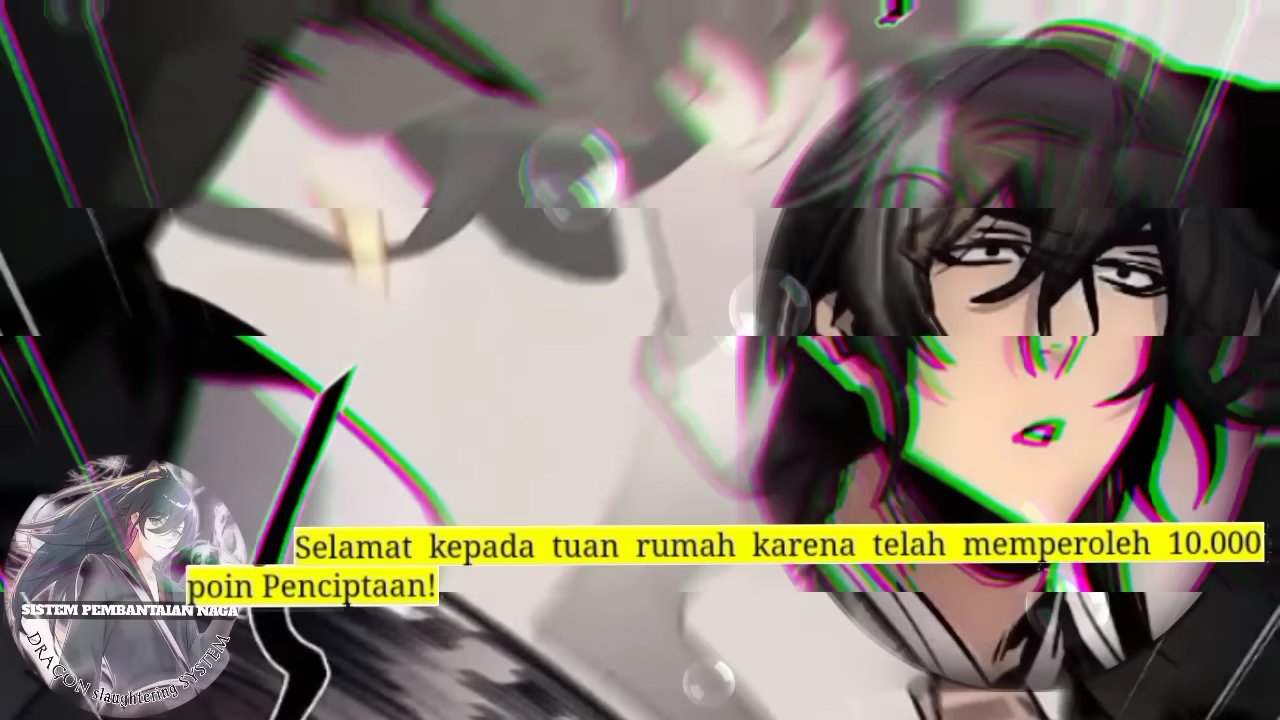 Selamat kepada tuan rumah karena telah memperoleh 10.000
poin Penciptaan!
SISTEM PEMBANTAIAN NAGA
DRAGON slaughtering SYSTEM